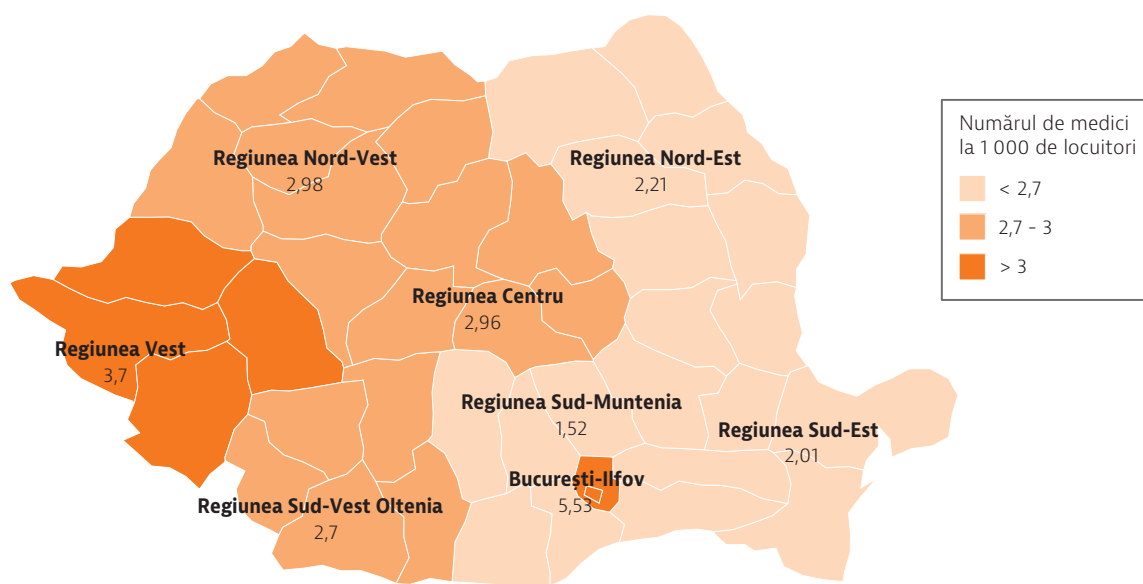 Numărul de medici
la 1 000 de locuitori
< 2,7
2,7 - 3
> 3
Regiunea Nord-Vest
2,98
Regiunea Nord-Est
2,21
Regiunea Centru
2,96
Regiunea Vest
3,7
Regiunea Sud-Muntenia
1,52
Regiunea Sud-Est
2,01
București-Ilfov
5,53
Regiunea Sud-Vest Oltenia
2,7